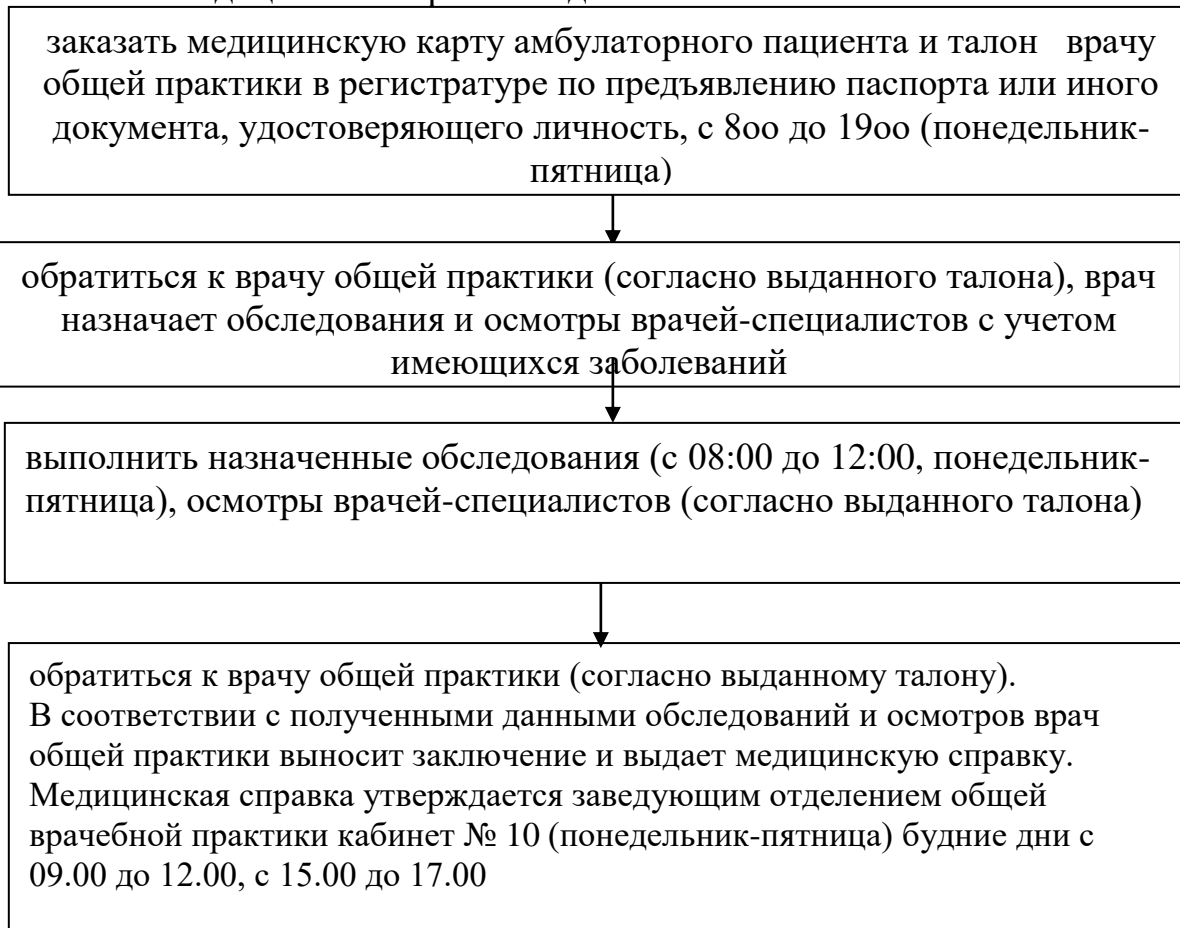 заказать медицинскую карту амбулаторного пациента и талон врачу
общей практики в регистратуре по предъявлению паспорта или иного
документа, удостоверяющего личность, с 8оо до 19оо (понедельник-
пятница)
обратиться к врачу общей практики (согласно выданного талона), врач
назначает обследования и осмотры врачей-специалистов с учетом
имеющихся заболеваний
выполнить назначенные обследования (с 08:00 до 12:00, понедельник-
пятница), осмотры врачей-специалистов (согласно выданного талона)
обратиться к врачу общей практики (согласно выданному талону).
В соответствии с полученными данными обследований и осмотров врач
общей практики выносит заключение и выдает медицинскую справку.
Медицинская справка утверждается заведующим отделением общей
врачебной практики кабинет № 10 (понедельник-пятница) будние дни с
09.00 до 12.00, с 15.00 до 17.00